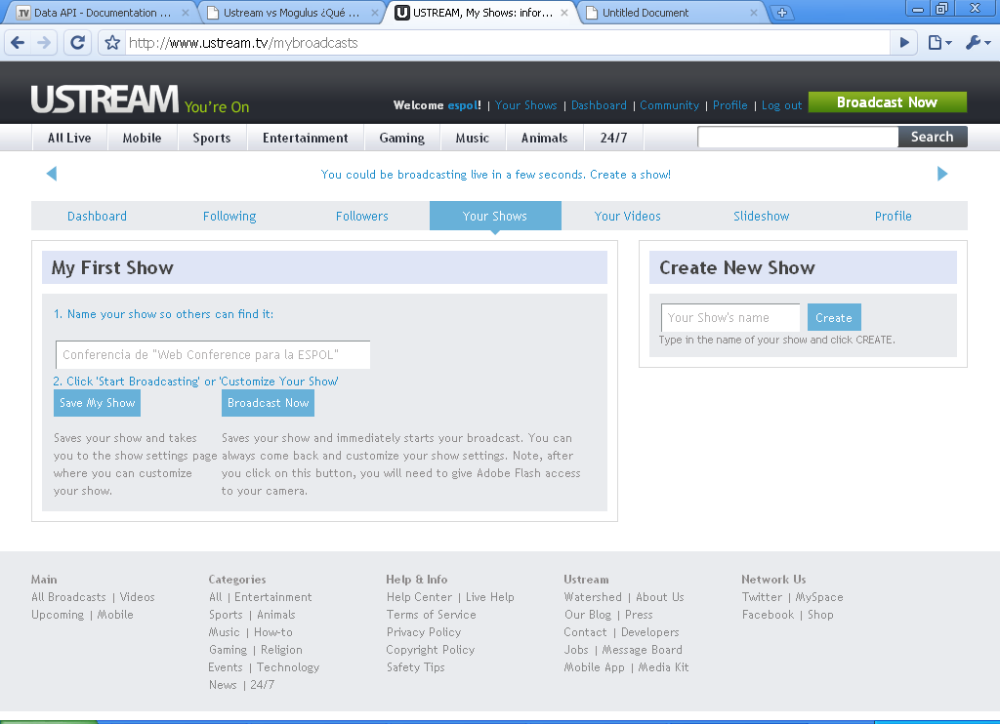 Data API - Documentation ...
Ustream vs Mogulus ¿Qué ...
USTREAM, My Shows: infor...
Untitled Document
http://www.ustream.tv/mybroadcasts
USTREAM You're On
Welcome espol! | Your Shows | Dashboard | Community | Profile | Log out
Broadcast Now
All Live Mobile Sports Entertainment Gaming Music Animals 24/7
Search
You could be broadcasting live in a few seconds. Create a show!
Dashboard Following Followers Your Shows Your Videos Slideshow Profile
My First Show
1. Name your show so others can find it:
Conferencia de "Web Conference para la ESPOL"
2. Click 'Start Broadcasting' or 'Customize Your Show'
Save My Show
Saves your show and takes
you to the show settings page
where you can customize
your show.
Broadcast Now
Saves your show and immediately starts your broadcast. You can
always come back and customize your show settings. Note, after
you click on this button, you will need to give Adobe Flash access
to your camera.
Create New Show
Your Show's name
Create
Type in the name of your show and click CREATE.
Main
All Broadcasts | Videos
Upcoming | Mobile
Categories
All | Entertainment
Sports | Animals
Music | How-to
Gaming | Religion
Events | Technology
News | 24/7
Help & Info
Help Center | Live Help
Terms of Service
Privacy Policy
Copyright Policy
Safety Tips
Ustream
Watershed | About Us
Our Blog | Press
Contact | Developers
Jobs | Message Board
Mobile App | Media Kit
Network Us
Twitter | MySpace
Facebook | Shop